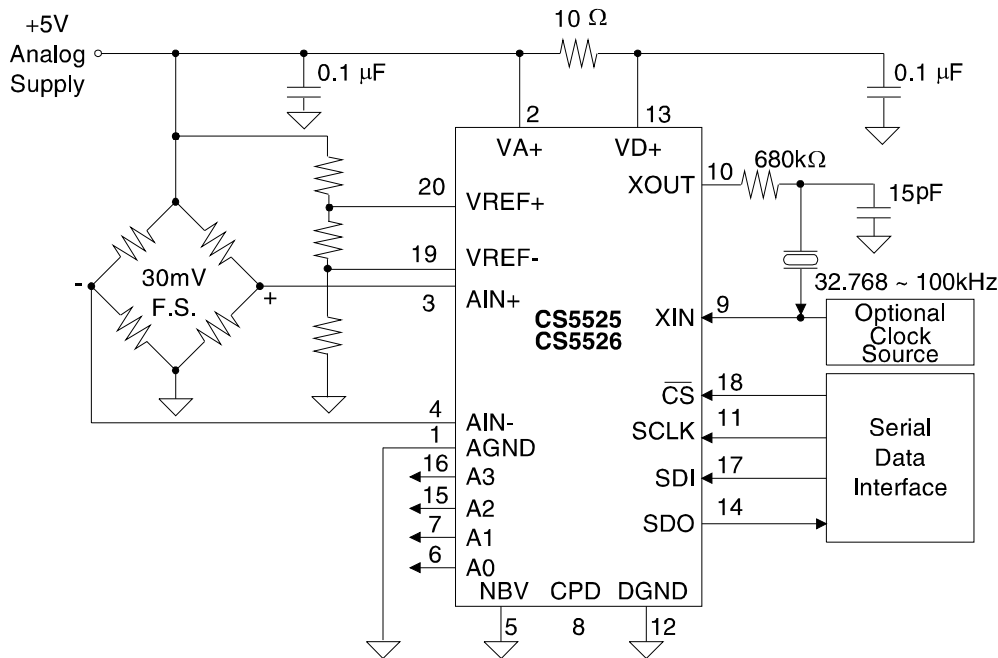 +5V
Analog
Supply
10 Ω
0.1 μF
0.1 μF
2
13
VA+
VD+
680kΩ
10
XOUT
15pF
20
VREF+
19
VREF-
30mV
F.S.
-
+
3
AIN+
CS5525
CS5526
32.768 ~ 100kHz
9
XIN
Optional
Clock
Source
18
CS
4
AIN-
11
SCLK
1
AGND
16
A3
17
SDI
15
A2
14
SDO
7
A1
6
A0
Serial
Data
Interface
NBV
CPD
DGND
5
8
12